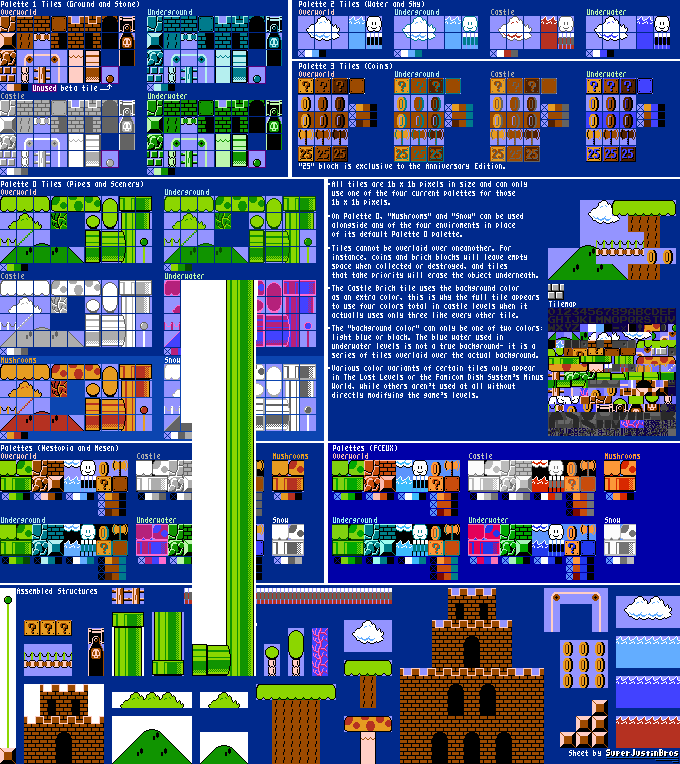 Palette 1 Tiles (Ground and Stone)
Overworld
Underground
Unused beta tile
Castle
Underwater
Palette 2 Tiles (Water and Sky)
Overworld
Underground
Castle
Underwater
Palette 3 Tiles (Coins)
Overworld
Underground
Castle
Underwater
25 25 25
25 25 25
25 25 25
25 25 25
"25" block is exclusive to the Anniversary Edition.
Palette 0 Tiles (Pipes and Scenery)
Overworld
Underground
Castle
Underwater
Mushrooms
Snow
All tiles are 16 x 16 pixels in size and can only
use one of the four current palettes for those
16 x 16 pixels.
On Palette 0, "Mushrooms" and "Snow" can be used
alongside any of the four enviroments in place
of its default Palette 0 palette.
Tiles cannot be overlaid over oneanother. For
instance, coins and brick blocks will leave empty
space when collected or destroyed, and tiles
that take priority will erase the object underneath.
The Castle Brick tile uses the background color
as an extra color, this is why the full tile appears
to use four colors total in castle levels when it
actually uses only three like every other tile.
The "background color" can only be one of two colors:
light blue or black. The blue water used in
underwater levels is not a true background- it is a
series of tiles overlaid over the actual background.
Various color variants of certain tiles only appear
in The Lost Levels or the Famicom Disk System's Minus
World, while others aren't used at all without
directly modifying the game's levels.
Tilemap
Palettes (Nestopia and Mesen)
Overworld
Castle
Mushrooms
Underground
Underwater
Snow
Palettes (FCEUX)
Overworld
Castle
Mushrooms
Underground
Underwater
Snow
Assembled Structures
Sheet by SuperJustinBros